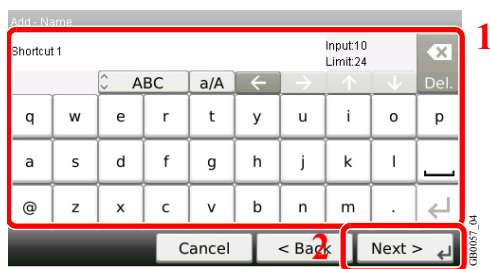 Add - Name
1
Shortcut 1
Input:10
Limit:24
ABC a/A ← → ↑ ↓ Del.
q w e r t y u i o p
a s d f g h j k l
@ z x c v b n m .
2
Cancel < Back Next >
GB0057_04